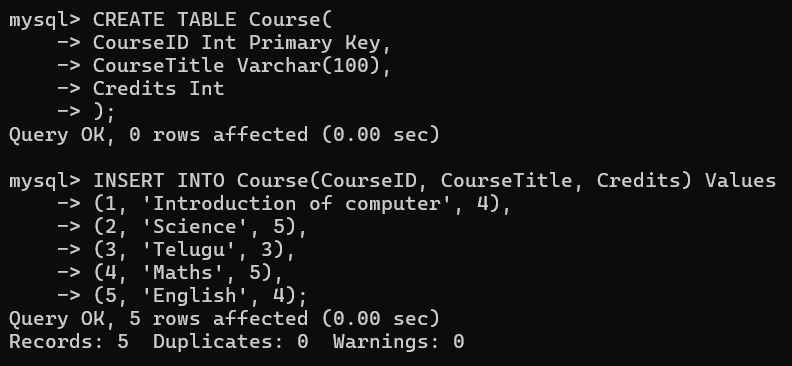 mysql> CREATE TABLE Course(
    -> CourseID Int Primary Key,
    -> CourseTitle Varchar(100),
    -> Credits Int
    -> );
Query OK, 0 rows affected (0.00 sec)

mysql> INSERT INTO Course(CourseID, CourseTitle, Credits) Values
    -> (1, 'Introduction of computer', 4),
    -> (2, 'Science', 5),
    -> (3, 'Telugu', 3),
    -> (4, 'Maths', 5),
    -> (5, 'English', 4);
Query OK, 5 rows affected (0.00 sec)
Records: 5  Duplicates: 0  Warnings: 0